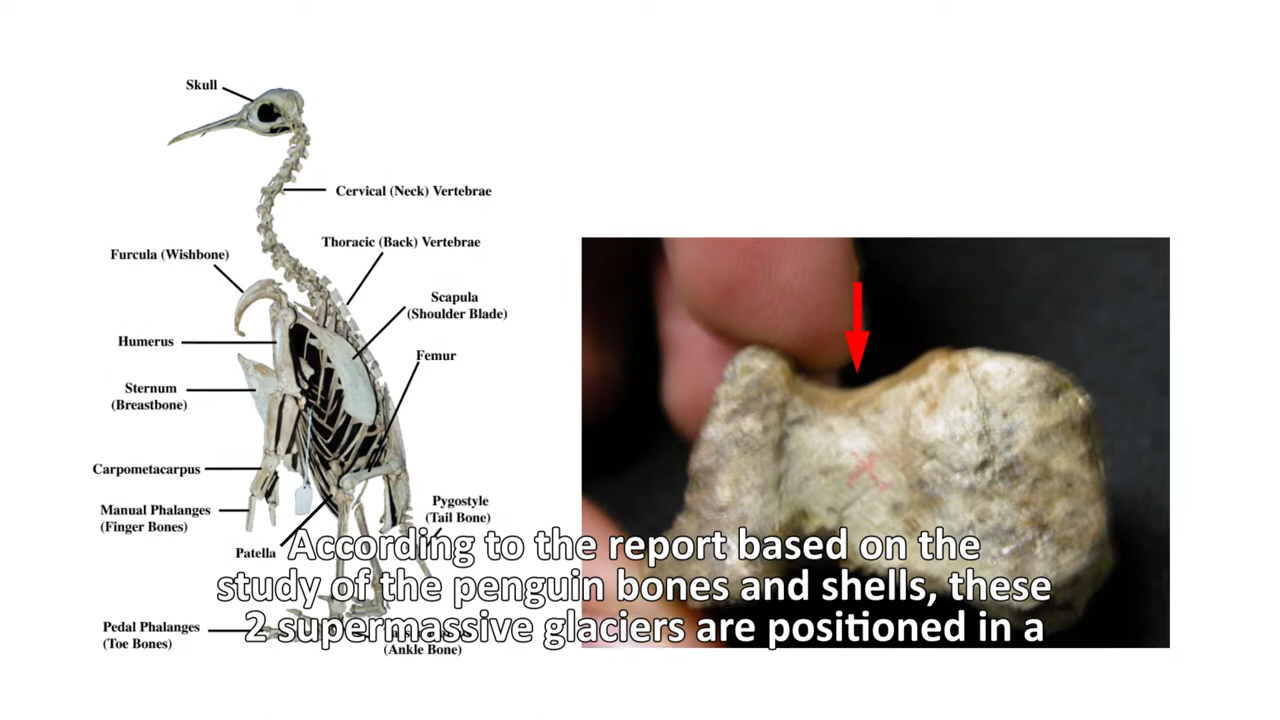 Skull
Cervical (Neck) Vertebrae
Thoracic (Back) Vertebrae
Furcula (Wishbone)
Scapula
(Shoulder Blade)
Humerus
Femur
Sternum
(Breastbone)
Carpometacarpus
Manual Phalanges
(Finger Bones)
Pygostyle
(Tail Bone)
Patella
Pedal Phalanges
(Toe Bones)
(Ankle Bone)
x
According to the report based on the
study of the penguin bones and shells, these
2 supermassive glaciers are positioned in a